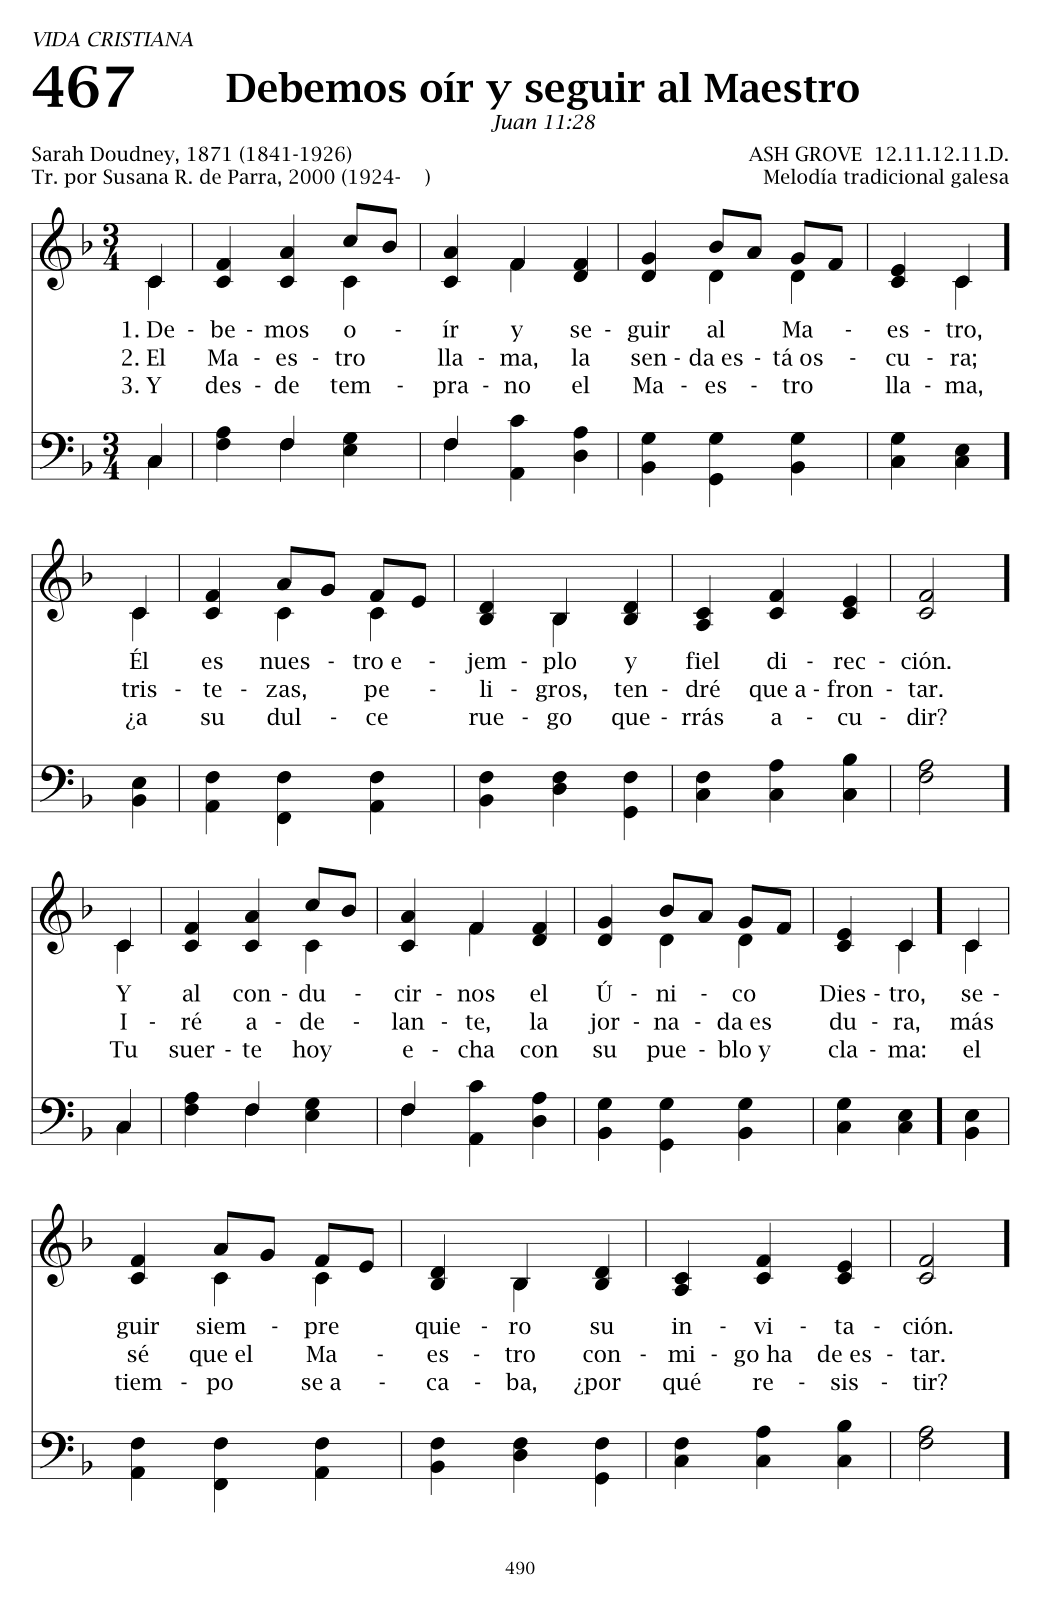 VIDA CRISTIANA
467 Debemos oír y seguir al Maestro
Juan 11:28
Sarah Doudney, 1871 (1841-1926) ASH GROVE 12.11.12.11.D.
Tr. por Susana R. de Parra, 2000 (1924- ) Melodía tradicional galesa
1. De - be - mos o - ír y se - guir al Ma - es - tro,
2. El Ma - es - tro lla - ma, la sen - da es - tá os - cu - ra;
3. Y des - de tem - pra - no el Ma - es - tro lla - ma,
Él es nues - tro e - jem - plo y fiel di - rec - ción.
tris - te - zas, pe - li - gros, ten - dré que a - fron - tar.
¿a su dul - ce rue - go que - rrás a - cu - dir?
Y al con - du - cir - nos el Ú - ni - co Dies - tro, se -
I - ré a - de - lan - te, la jor - na - da es du - ra, más
Tu suer - te hoy e - cha con su pue - blo y cla - ma: el
guir siem - pre quie - ro su in - vi - ta - ción.
sé que el Ma - es - tro con - mi - go ha de es - tar.
tiem - po se a - ca - ba, ¿por qué re - sis - tir?
490